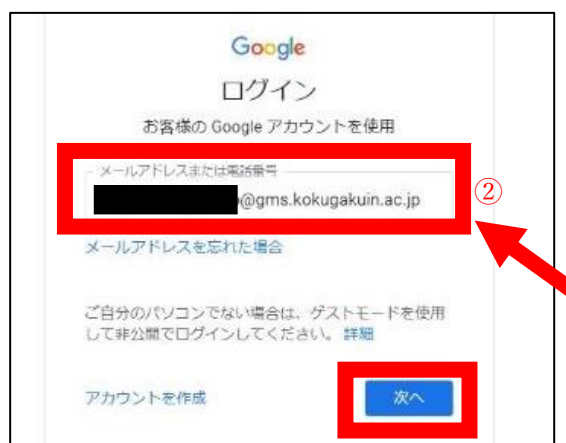 Google
ログイン
お客様の Google アカウントを使用
メールアドレスまたは電話番号
@gms.kokugakuin.ac.jp
②
メールアドレスを忘れた場合
ご自分のパソコンでない場合は、ゲストモードを使用
して非公開でログインしてください。 詳細
アカウントを作成
次へ